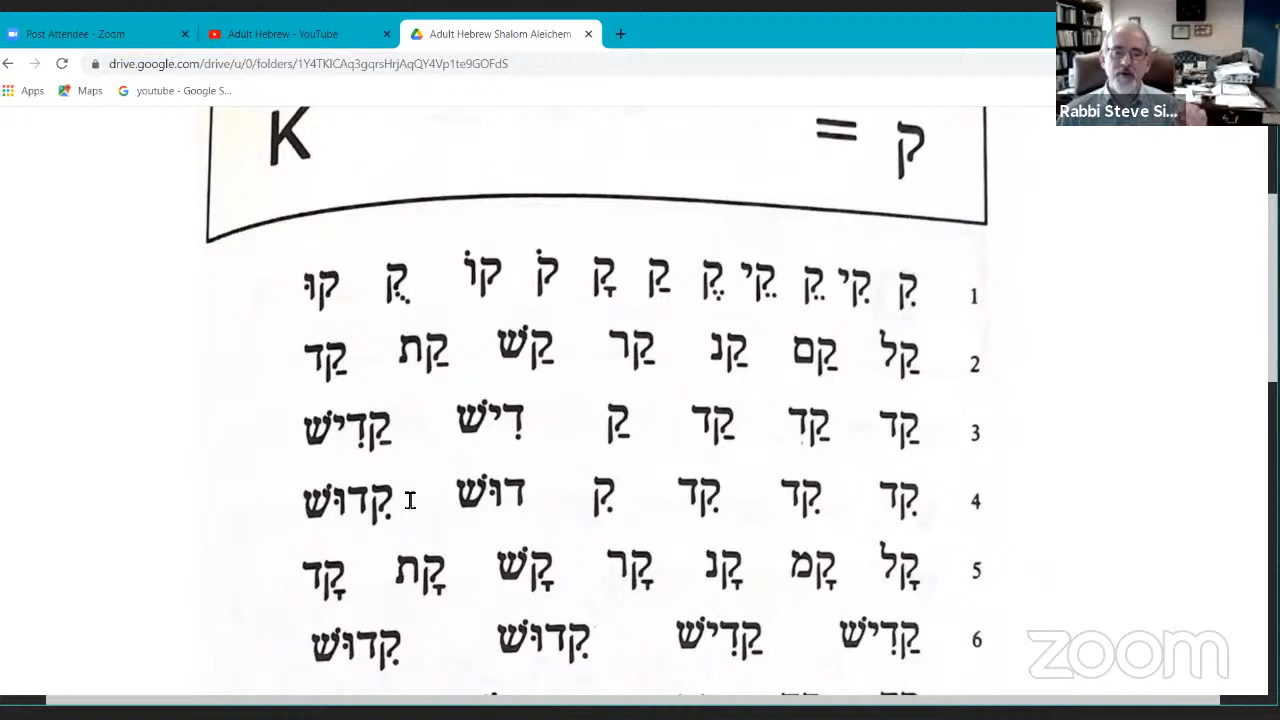 Post Attendee - Zoom × Adult Hebrew - YouTube × Adult Hebrew Shalom Aleichem × +
drive.google.com/drive/u/0/folders/1Y4TKICAq3gqrsHrjAqQY4Vp1te9GOFdS
Apps Maps youtube - Google S...
Rabbi Steve Si...
ק = K
1 קִ קִי קֵ קֵי קֶ קַ קָ קֹ קוֹ קֻ קוּ
2 קַל קַם קַנ קַר קַשׁ קַת קַד
3 קַד קַד קַד קַ דִישׁ קַדִישׁ
4 קִד קִד קִד קִ דוּשׁ קִדוּשׁ
5 קָל קָמ קָנ קָר קָשׁ קָת קָד
6 קַדִישׁ קַדִישׁ קִדוּשׁ קִדוּשׁ
zoom